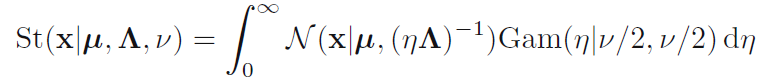 St(x|μ, Λ, ν) = ∫₀^∞ 𝒩(x|μ, (ηΛ)⁻¹)Gam(η|ν/2, ν/2) dη